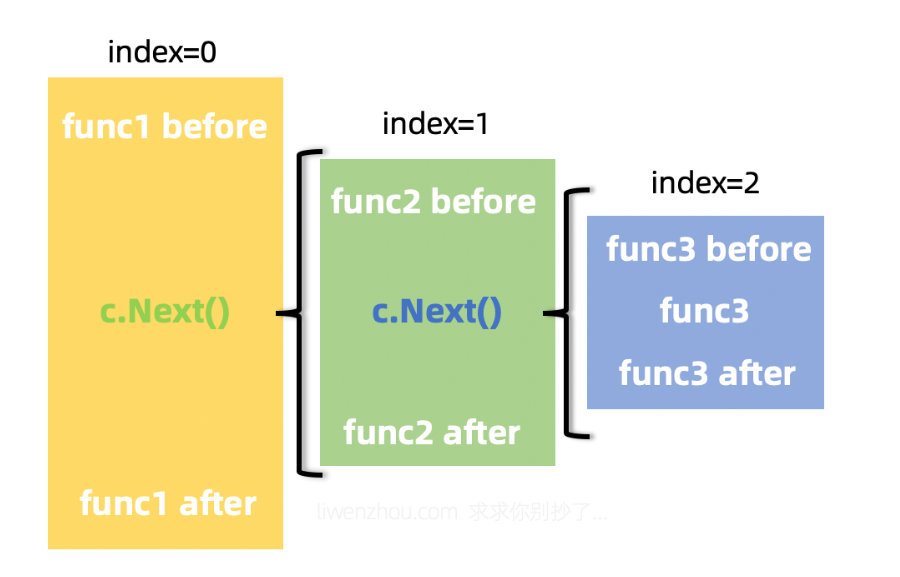 index=0
func1 before
c.Next()
func1 after
index=1
func2 before
c.Next()
func2 after
index=2
func3 before
func3
func3 after
liwenzhou.com 求求你别抄了...